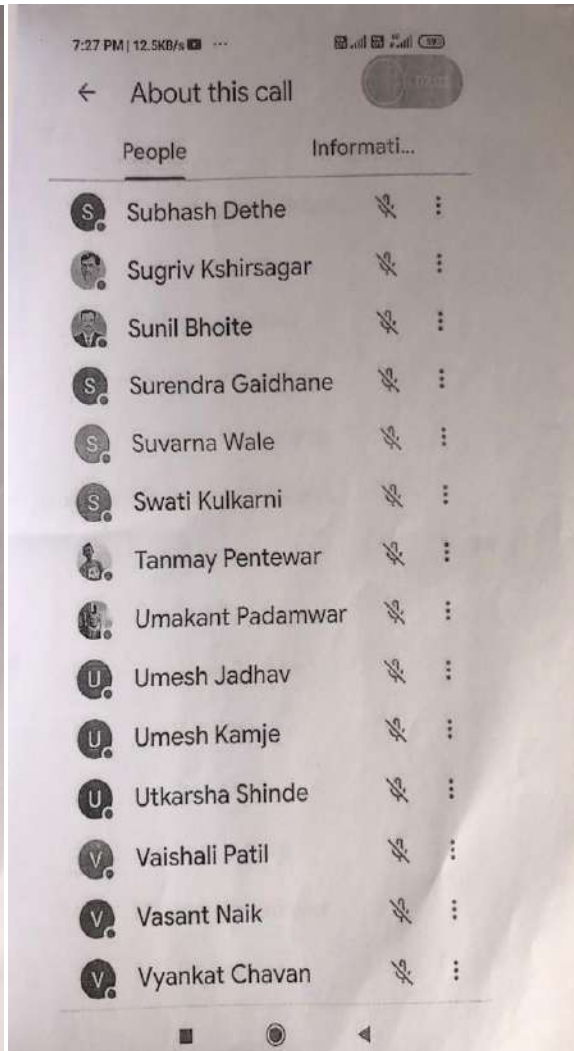 7:27 PM | 12.5KB/s
About this call
People Informati...
S Subhash Dethe
Sugriv Kshirsagar
Sunil Bhoite
S Surendra Gaidhane
S Suvarna Wale
S Swati Kulkarni
Tanmay Pentewar
Umakant Padamwar
U Umesh Jadhav
U Umesh Kamje
U Utkarsha Shinde
V Vaishali Patil
V Vasant Naik
V Vyankat Chavan